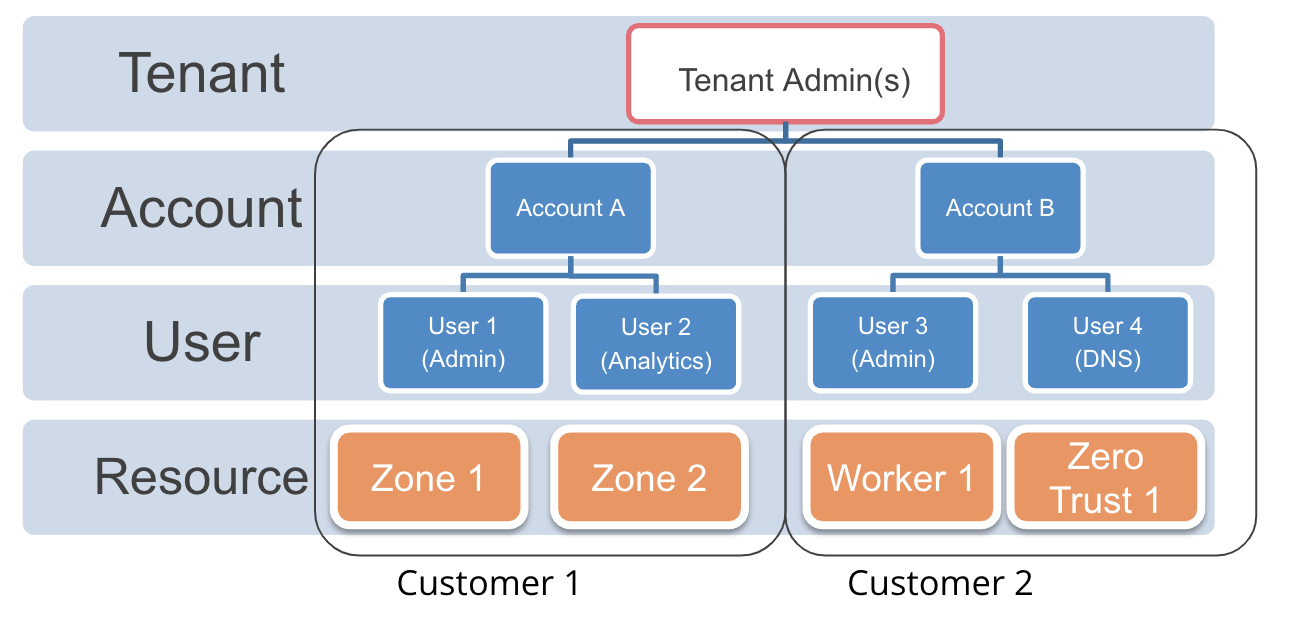 Tenant
Tenant Admin(s)
Account
Account A
Account B
User
User 1
(Admin)
User 2
(Analytics)
User 3
(Admin)
User 4
(DNS)
Resource
Zone 1
Zone 2
Worker 1
Zero
Trust 1
Customer 1
Customer 2